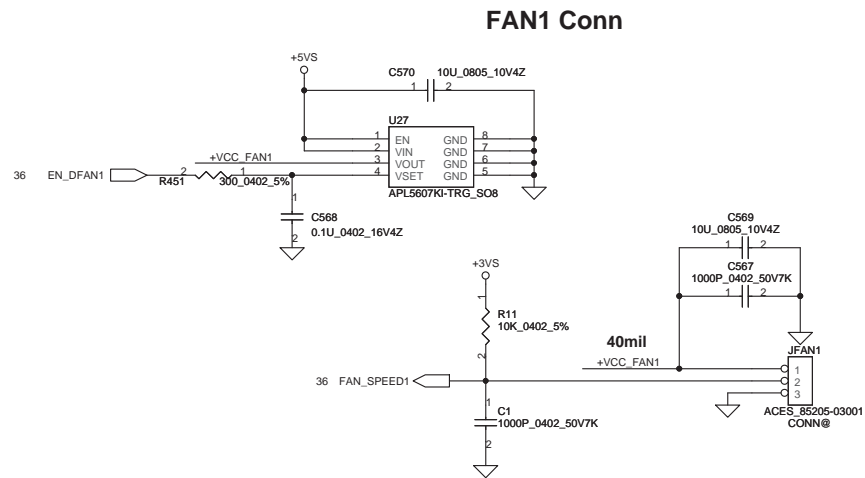 FAN1 Conn
+5VS
C570 10U_0805_10V4Z
1 2
U27
1 EN GND 8
2 VIN GND 7
+VCC_FAN1 3 VOUT GND 6
36 EN_DFAN1 2 1 4 VSET GND 5
R451 300_0402_5% APL5607KI-TRG_SO8
1
C568
0.1U_0402_16V4Z
2
C569
10U_0805_10V4Z
1 2
C567
1000P_0402_50V7K
1 2
+3VS
1
R11
10K_0402_5%
2
40mil
+VCC_FAN1
JFAN1
1
36 FAN_SPEED1 2
3
1
C1
1000P_0402_50V7K
2
ACES_85205-03001
CONN@